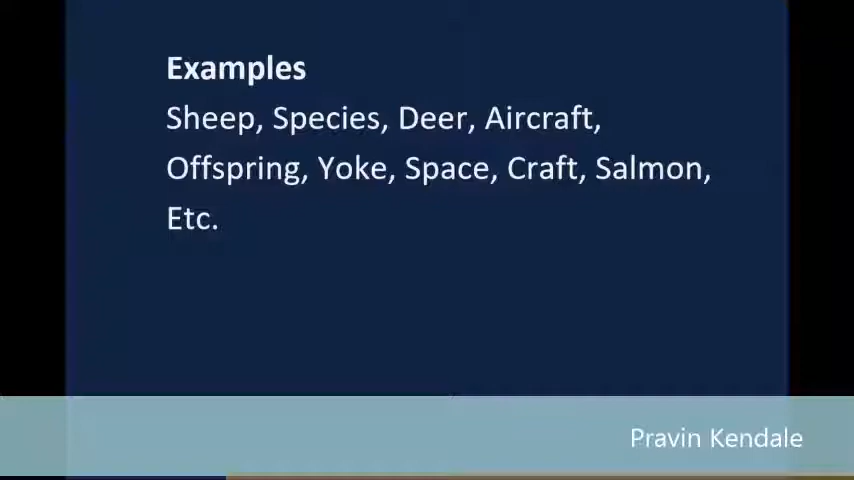 Examples
Sheep, Species, Deer, Aircraft,
Offspring, Yoke, Space, Craft, Salmon,
Etc.
Pravin Kendale